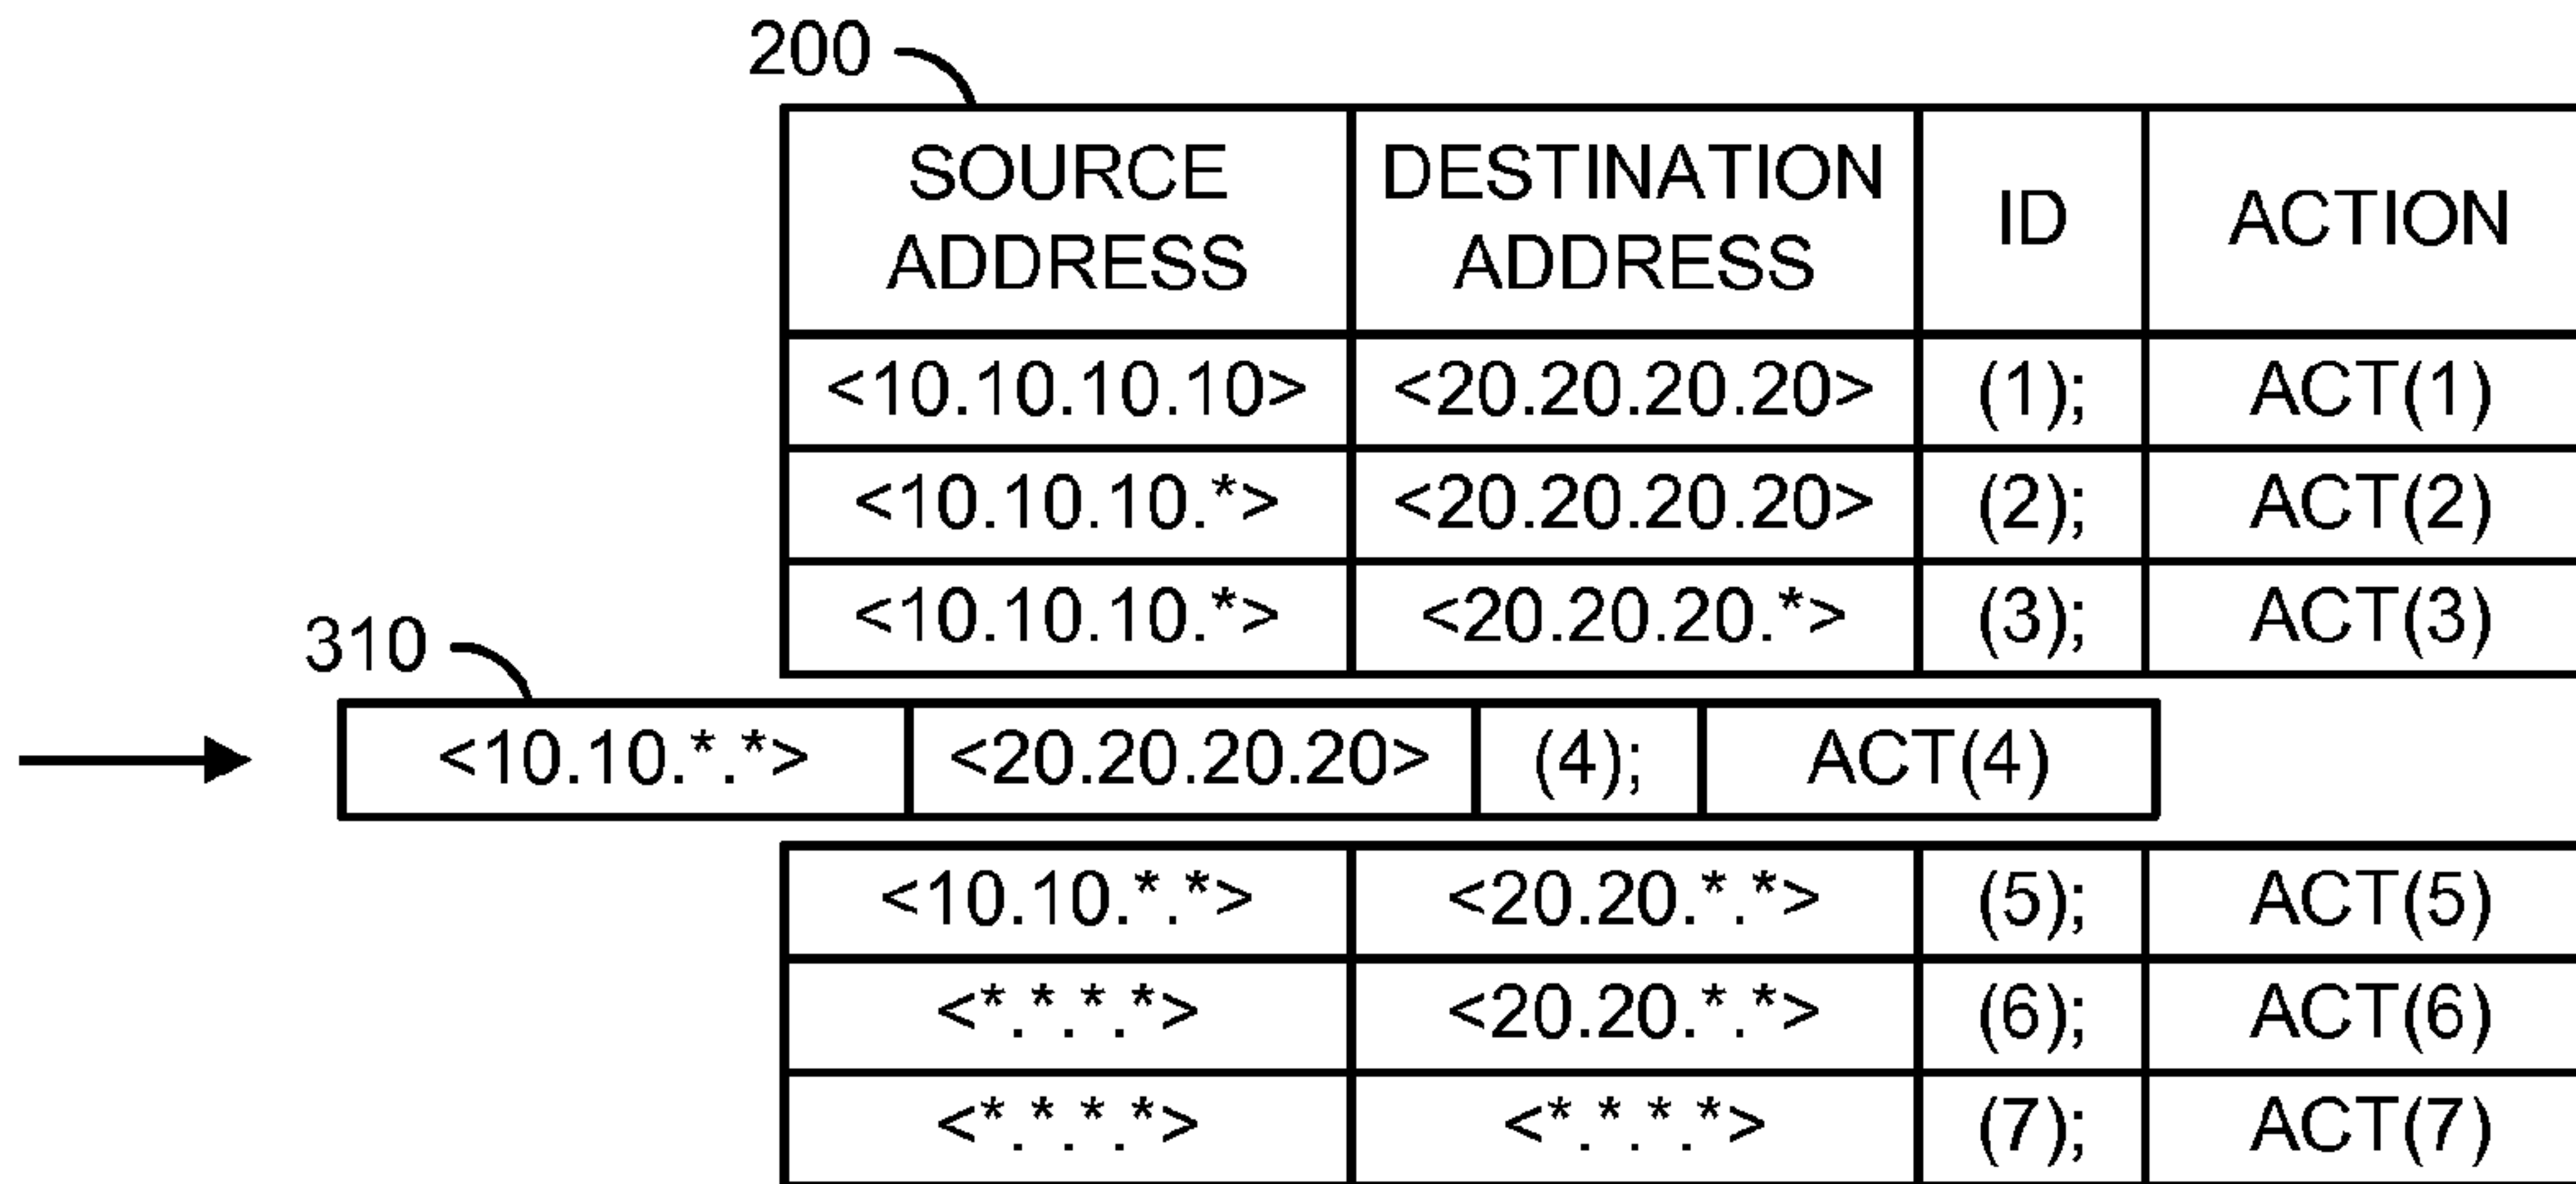 200
SOURCE ADDRESS DESTINATION ADDRESS ID ACTION
<10.10.10.10> <20.20.20.20> (1); ACT(1)
<10.10.10.*> <20.20.20.20> (2); ACT(2)
<10.10.10.*> <20.20.20.*> (3); ACT(3)
310
<10.10.*.*> <20.20.20.20> (4); ACT(4)
<10.10.*.*> <20.20.*.*> (5); ACT(5)
<*.*.*.*> <20.20.*.*> (6); ACT(6)
<*.*.*.*> <*.*.*.*> (7); ACT(7)